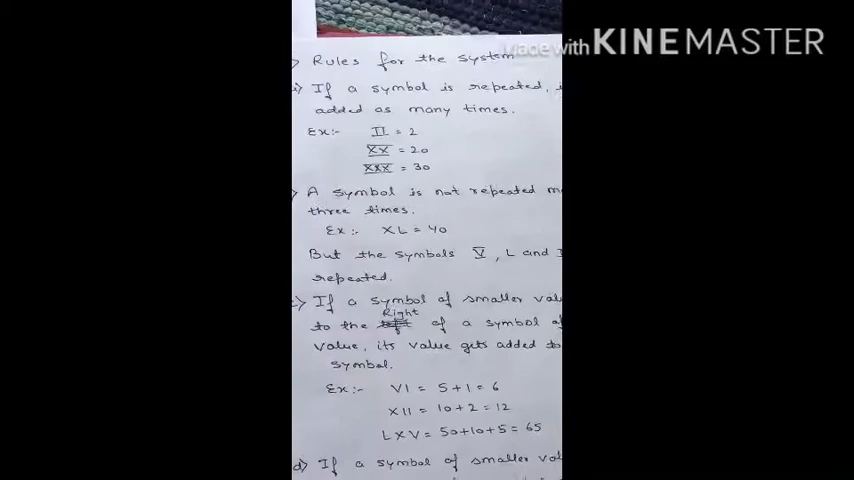 Made with KINEMASTER
> Rules for the system
a) If a symbol is repeated,
added as many times.
Ex:- II = 2
XX = 20
XXX = 30
) A symbol is not repeated
three times.
Ex:- XL = 40
But the symbols V, L and
repeated.
c) If a symbol of smaller
Right
to the of a symbol of
value, its value gets added to
symbol.
Ex:- VI = 5+1 = 6
XII = 10+2 = 12
LXV = 50+10+5 = 65
d) If a symbol of smaller